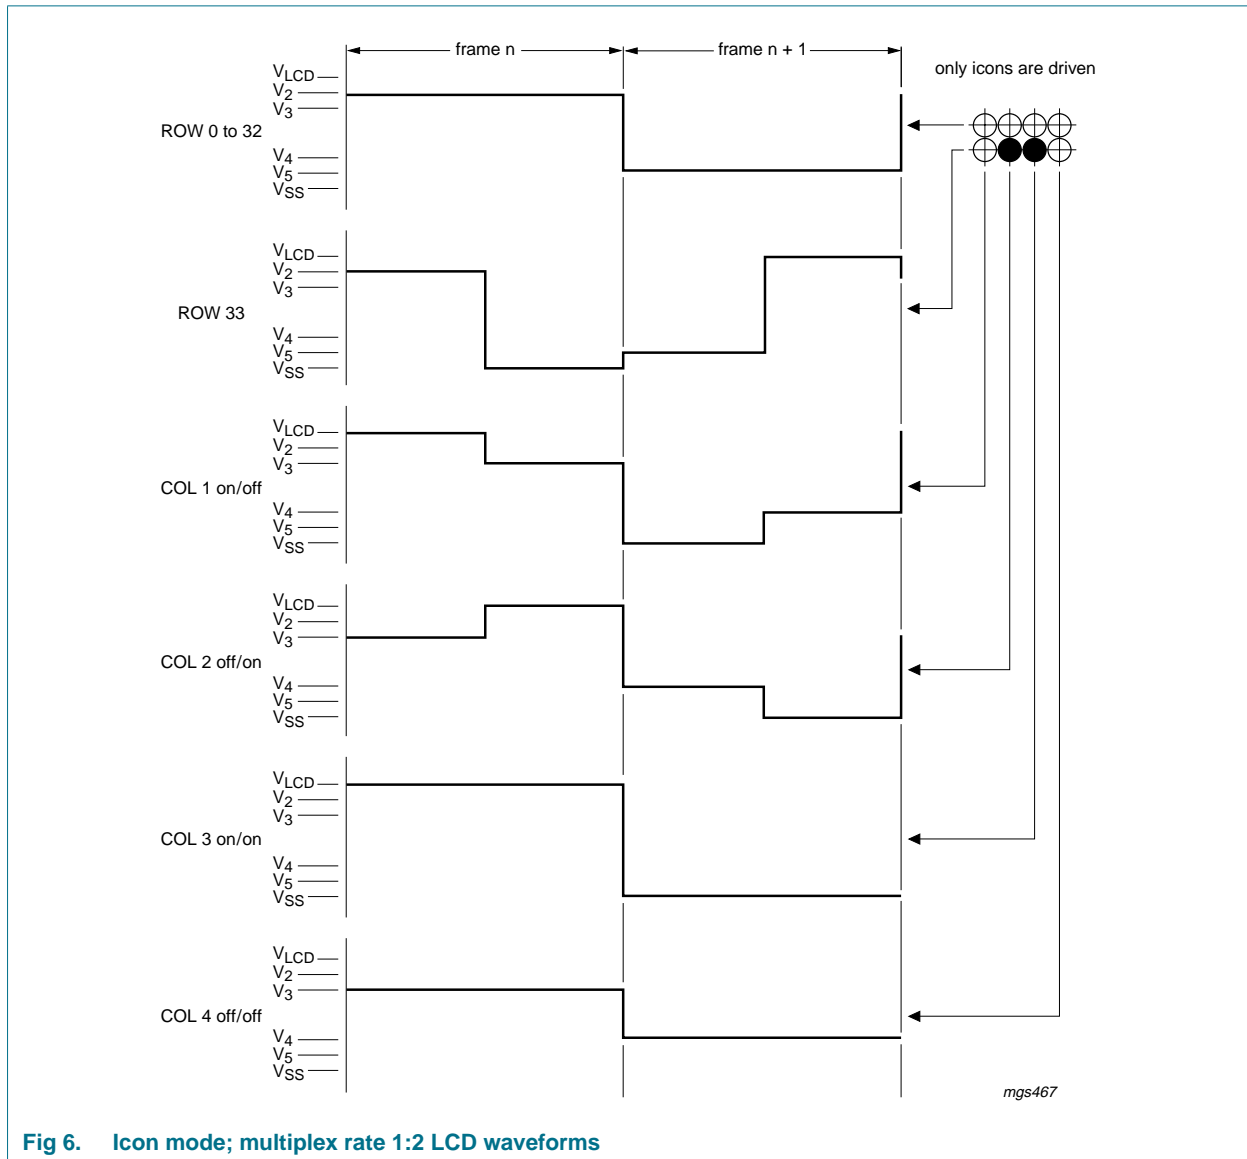 frame n
frame n + 1
only icons are driven
VLCD
V2
V3
ROW 0 to 32
V4
V5
VSS
VLCD
V2
V3
ROW 33
V4
V5
VSS
VLCD
V2
V3
COL 1 on/off
V4
V5
VSS
VLCD
V2
V3
COL 2 off/on
V4
V5
VSS
VLCD
V2
V3
COL 3 on/on
V4
V5
VSS
VLCD
V2
V3
COL 4 off/off
V4
V5
VSS
mgs467
Fig 6. Icon mode; multiplex rate 1:2 LCD waveforms